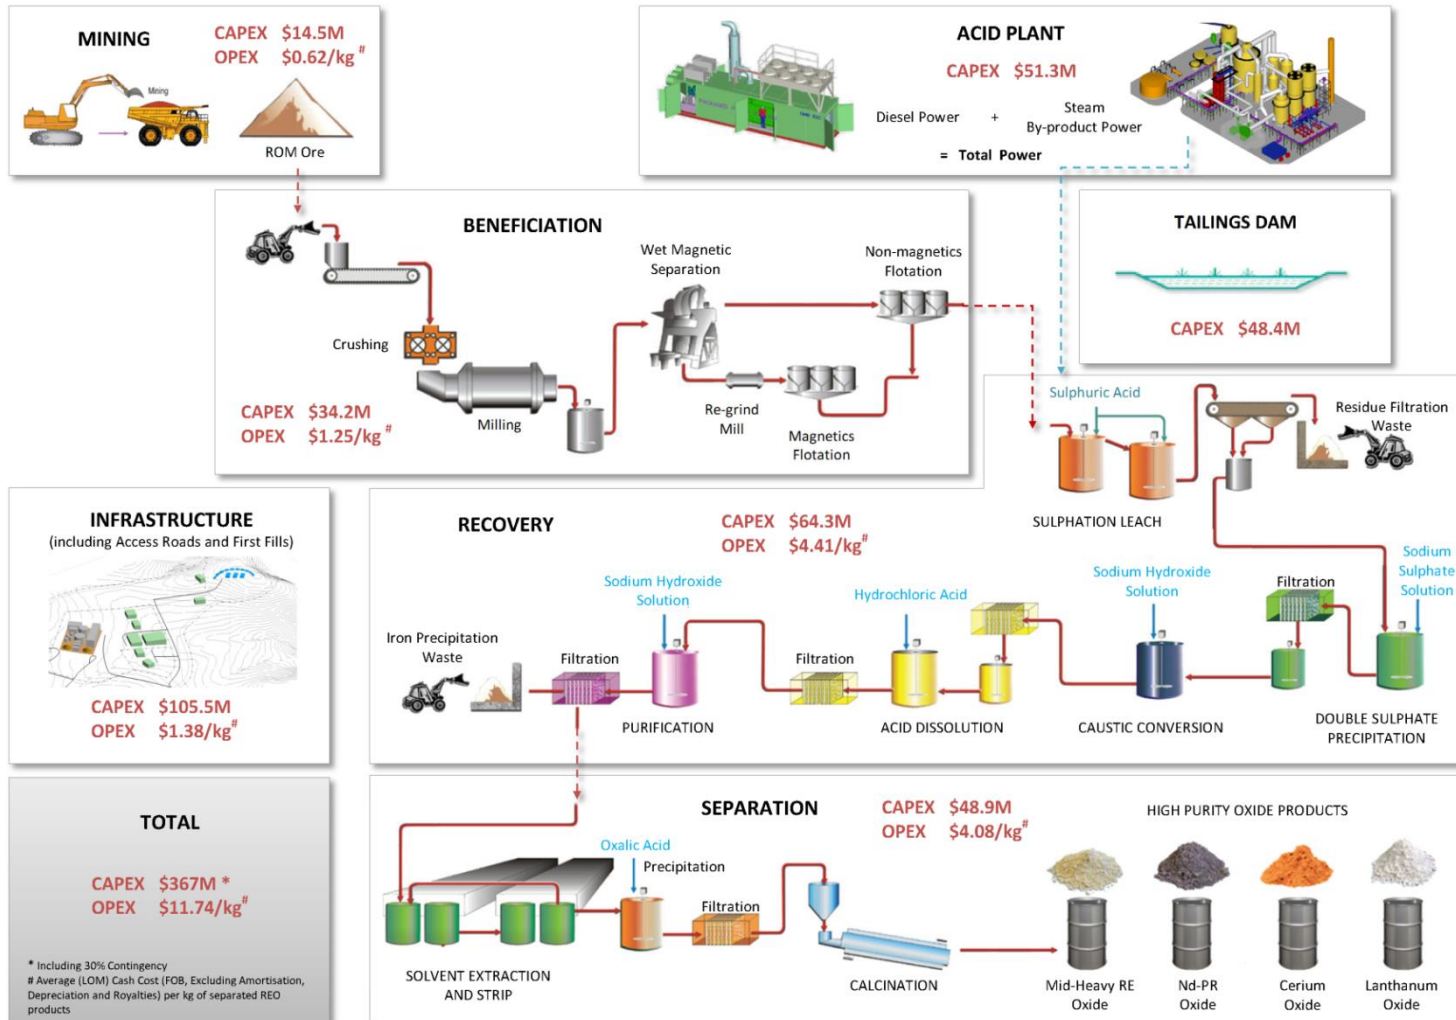 MINING
CAPEX $14.5M
OPEX $0.62/kg #
Mining
ROM Ore
ACID PLANT
CAPEX $51.3M
Diesel Power + Steam
By-product Power
= Total Power
BENEFICIATION
Wet Magnetic
Separation
Non-magnetics
Flotation
Crushing
Milling
Re-grind
Mill
Magnetics
Flotation
CAPEX $34.2M
OPEX $1.25/kg #
TAILINGS DAM
CAPEX $48.4M
INFRASTRUCTURE
(including Access Roads and First Fills)
CAPEX $105.5M
OPEX $1.38/kg#
RECOVERY
CAPEX $64.3M
OPEX $4.41/kg#
Sulphuric Acid
Residue Filtration
Waste
SULPHATION LEACH
Sodium
Sulphate
Solution
Filtration
DOUBLE SULPHATE
PRECIPITATION
Sodium Hydroxide
Solution
CAUSTIC CONVERSION
Hydrochloric Acid
ACID DISSOLUTION
Filtration
Sodium Hydroxide
Solution
PURIFICATION
Filtration
Iron Precipitation
Waste
TOTAL
CAPEX $367M *
OPEX $11.74/kg#
* Including 30% Contingency
# Average (LOM) Cash Cost (FOB, Excluding Amortisation,
Depreciation and Royalties) per kg of separated REO
products
SEPARATION
CAPEX $48.9M
OPEX $4.08/kg#
Oxalic Acid
Precipitation
Filtration
SOLVENT EXTRACTION
AND STRIP
CALCINATION
HIGH PURITY OXIDE PRODUCTS
Mid-Heavy RE
Oxide
Nd-PR
Oxide
Cerium
Oxide
Lanthanum
Oxide